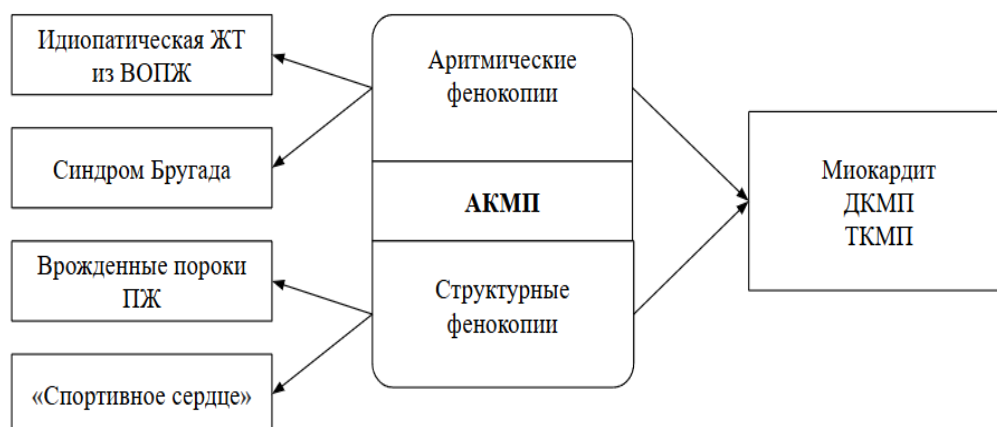 Идиопатическая ЖТ
из ВОПЖ
Синдром Бругада
Врожденные пороки
ПЖ
«Спортивное сердце»
Аритмические
фенокопии
АКМП
Структурные
фенокопии
Миокардит
ДКМП
ТКМП